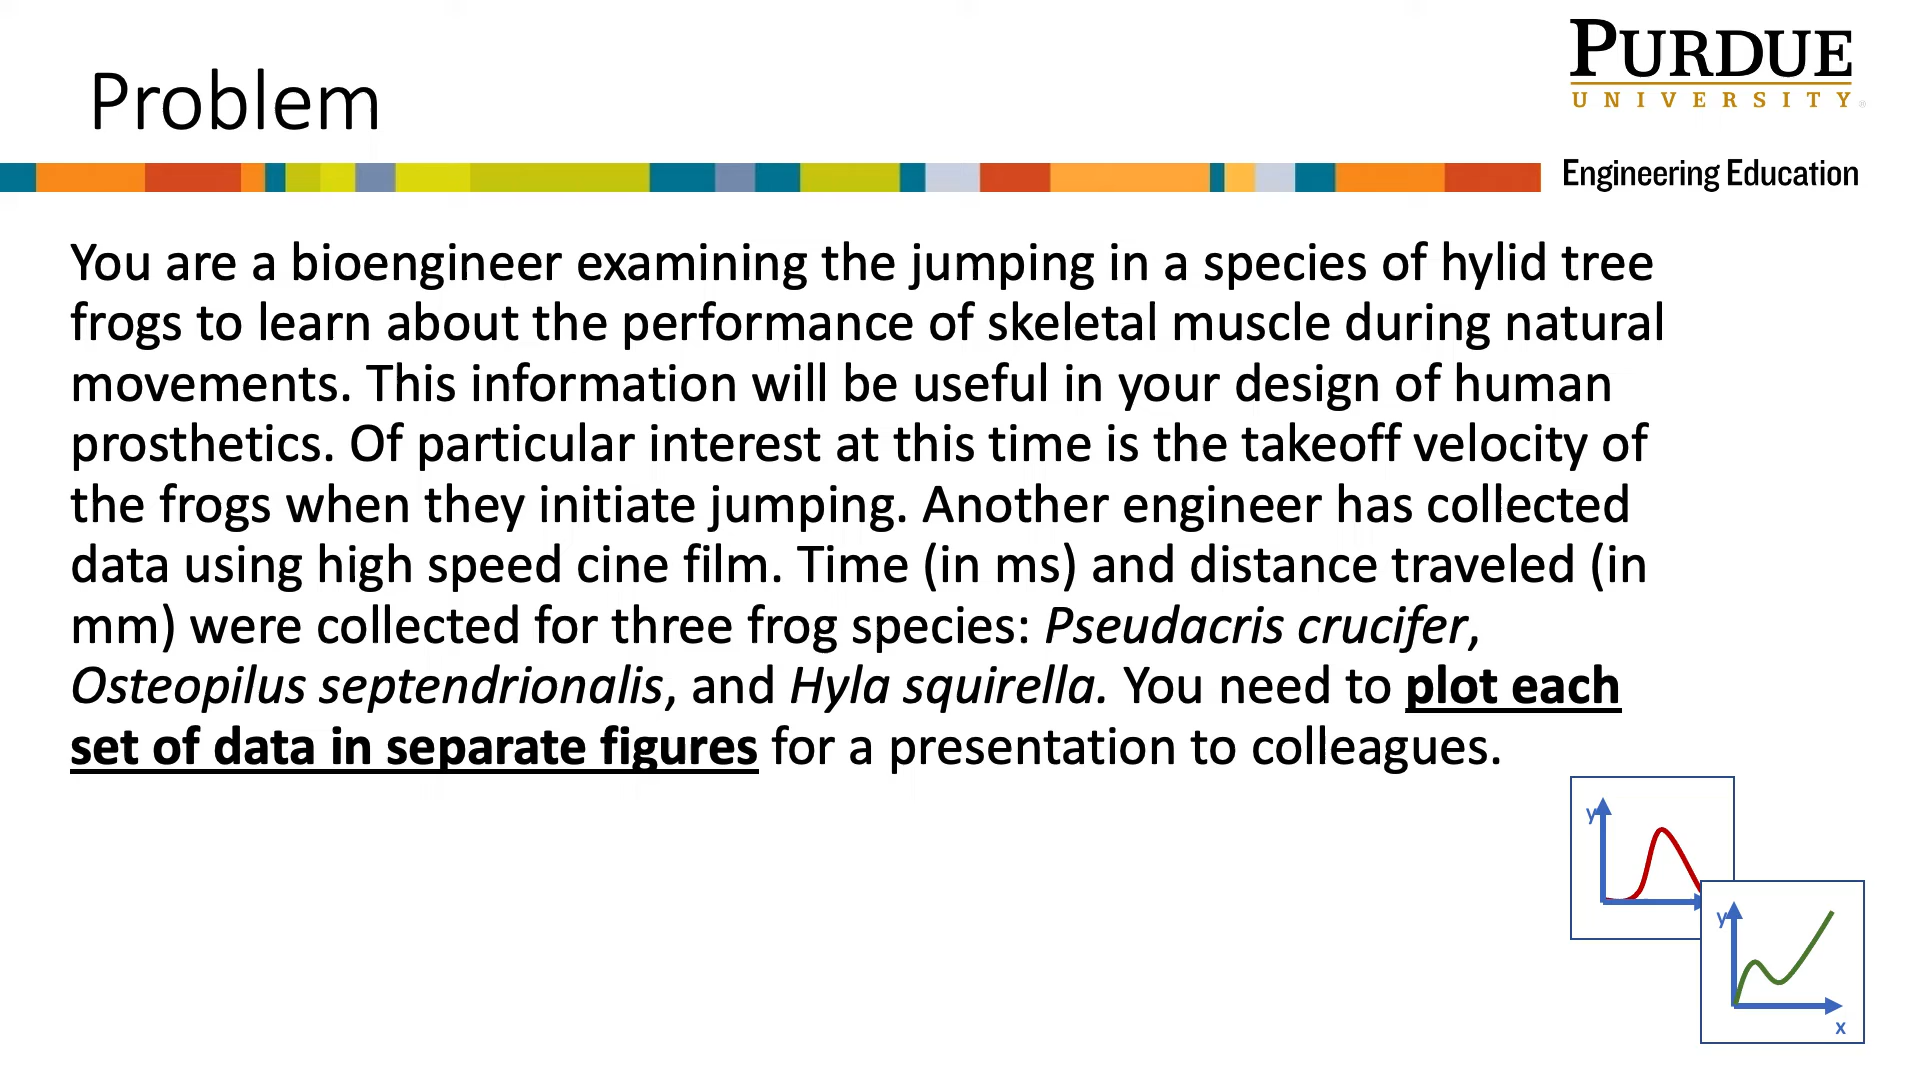 Problem
PURDUE
UNIVERSITY®
Engineering Education
You are a bioengineer examining the jumping in a species of hylid tree
frogs to learn about the performance of skeletal muscle during natural
movements. This information will be useful in your design of human
prosthetics. Of particular interest at this time is the takeoff velocity of
the frogs when they initiate jumping. Another engineer has collected
data using high speed cine film. Time (in ms) and distance traveled (in
mm) were collected for three frog species: Pseudacris crucifer,
Osteopilus septendrionalis, and Hyla squirella. You need to plot each
set of data in separate figures for a presentation to colleagues.
y
y
x